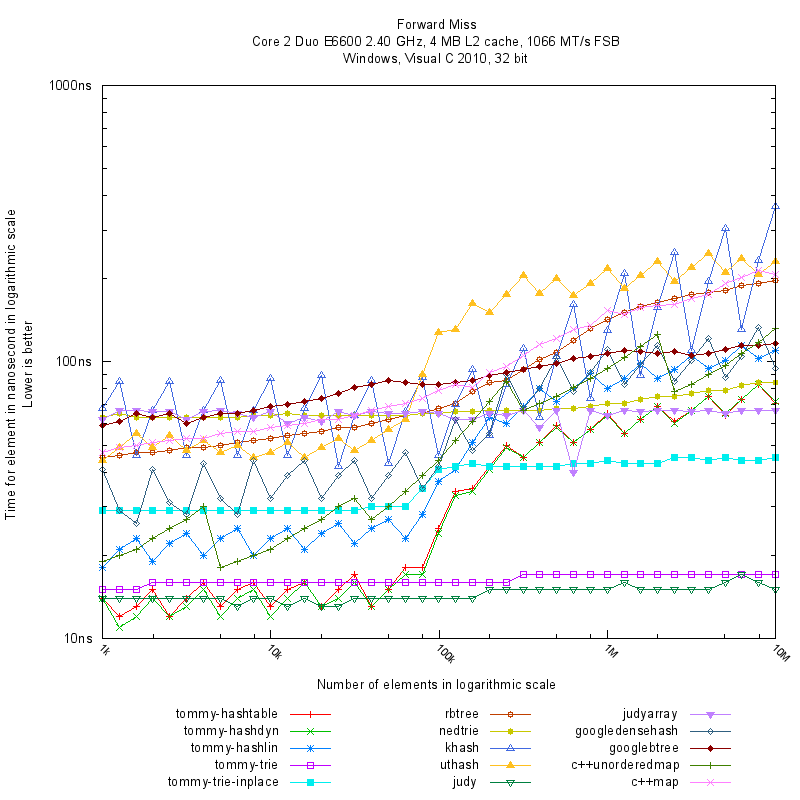 Forward Miss
Core 2 Duo E6600 2.40 GHz, 4 MB L2 cache, 1066 MT/s FSB
Windows, Visual C 2010, 32 bit
Time for element in nanosecond in logarithmic scale
Lower is better
1000ns
100ns
10ns
1k 10k 100k 1M 10M
Number of elements in logarithmic scale
tommy-hashtable rbtree judyarray
tommy-hashdyn nedtrie googledensehash
tommy-hashlin khash googlebtree
tommy-trie uthash c++unorderedmap
tommy-trie-inplace judy c++map